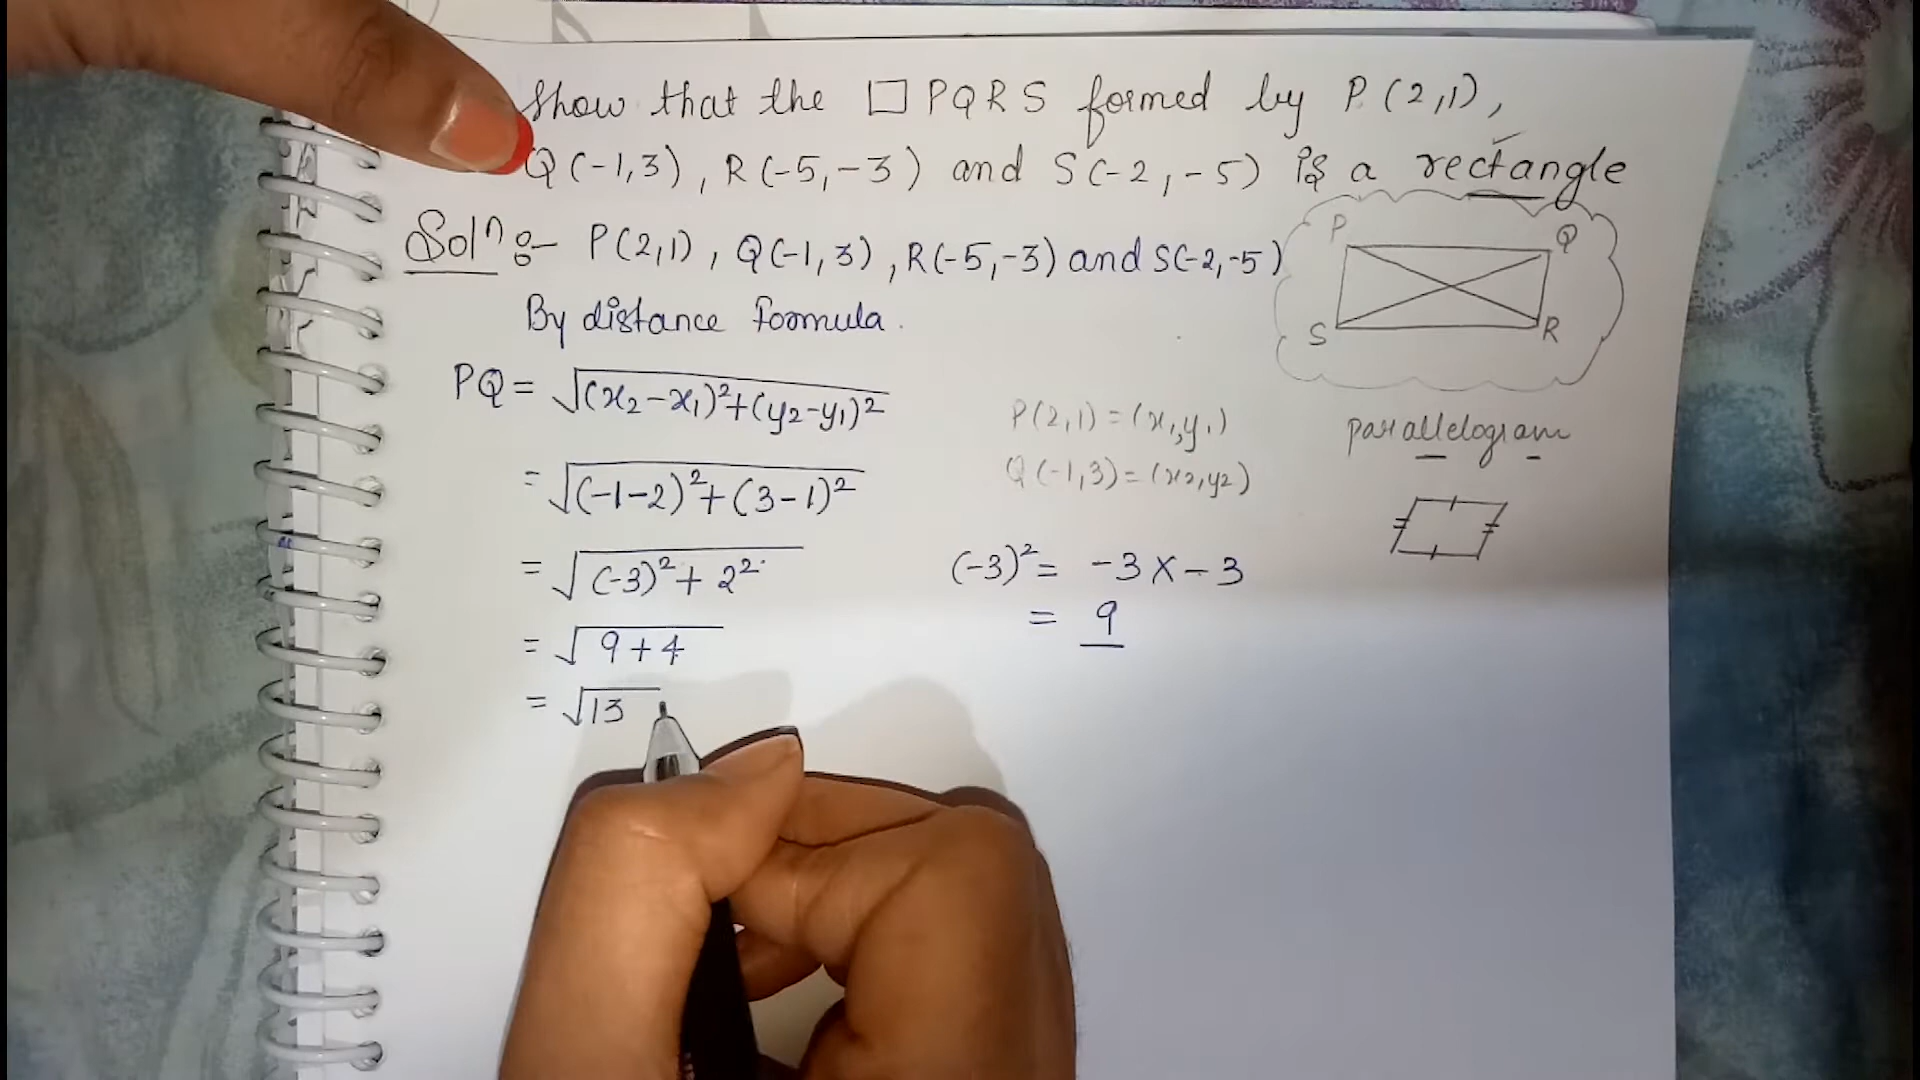 Show that the □ PQRS formed by P(2,1),
Q(-1,3), R(-5,-3) and S(-2,-5) is a rectangle
Solⁿ:- P(2,1), Q(-1,3), R(-5,-3) and S(-2,-5)
By distance formula.
PQ = √(x₂-x₁)²+(y₂-y₁)²
= √(-1-2)²+(3-1)²
= √(-3)²+2²
= √9+4
= √13
P(2,1)=(x₁,y₁)
Q(-1,3)=(x₂,y₂)
(-3)² = -3×-3
= 9
P Q
S R
parallelogram